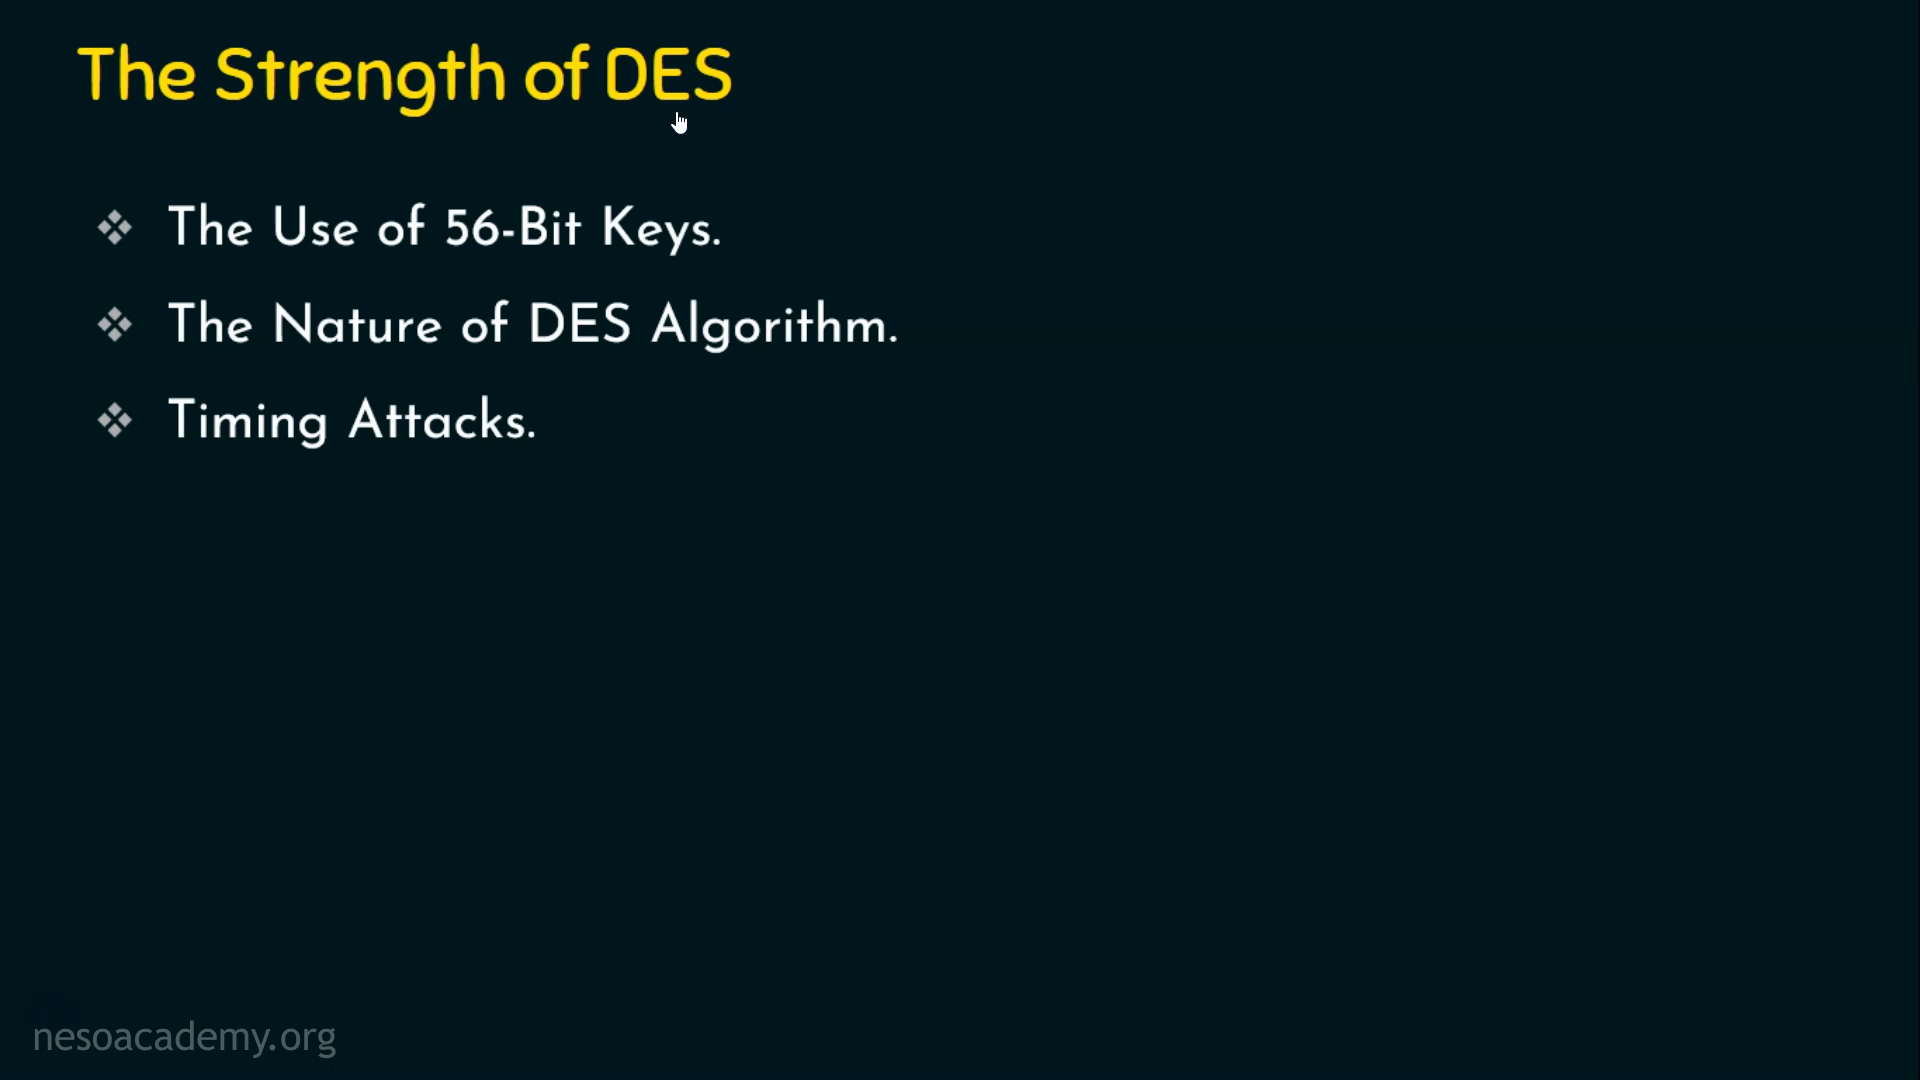 The Strength of DES
The Use of 56-Bit Keys.
The Nature of DES Algorithm.
Timing Attacks.
nesoacademy.org